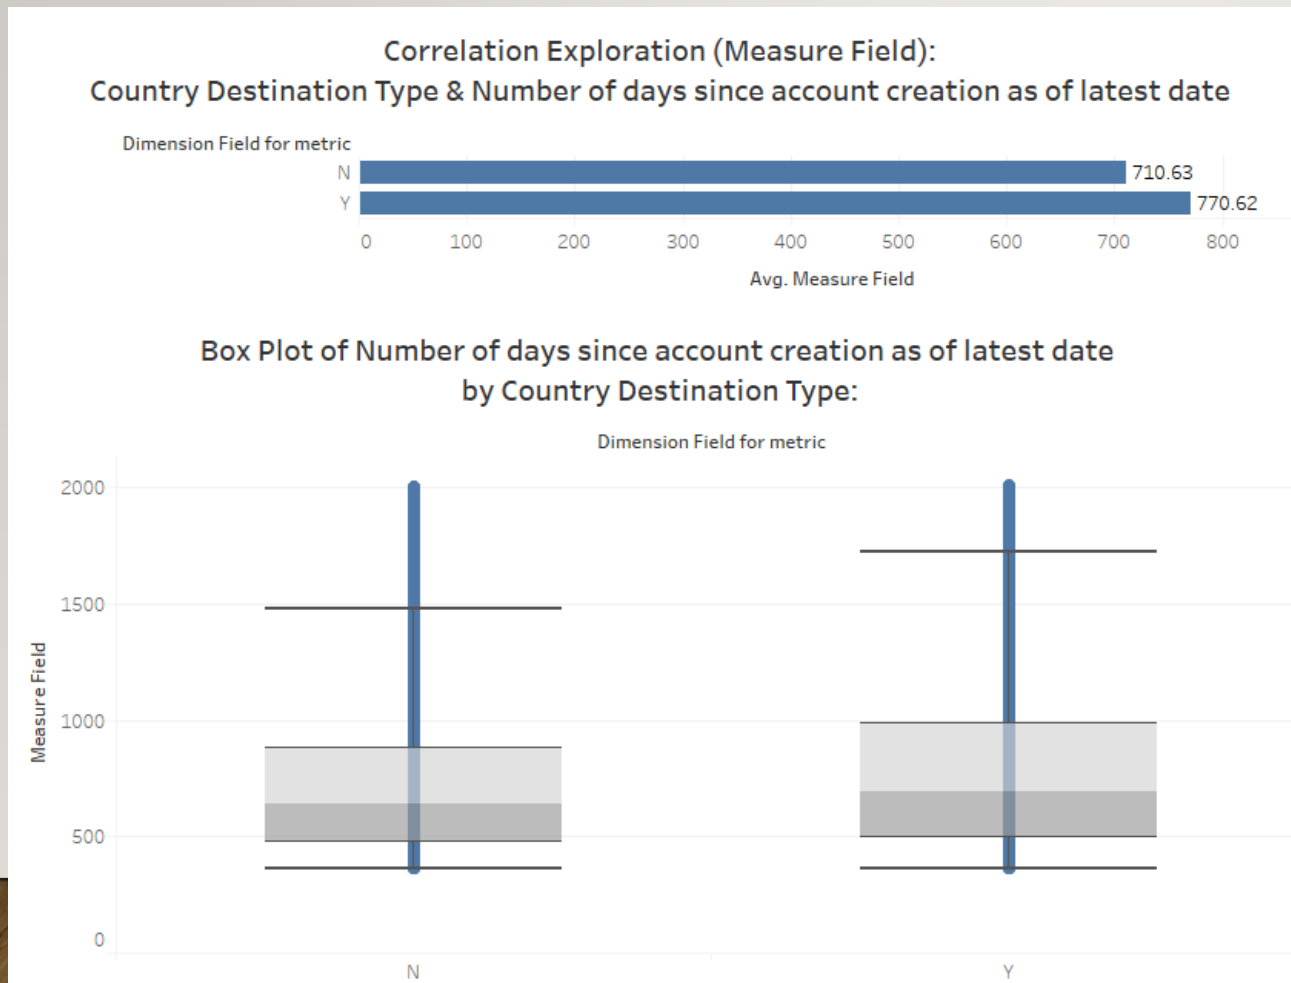 Correlation Exploration (Measure Field):
Country Destination Type & Number of days since account creation as of latest date
Dimension Field for metric
N 710.63
Y 770.62
0 100 200 300 400 500 600 700 800
Avg. Measure Field
Box Plot of Number of days since account creation as of latest date
by Country Destination Type:
Dimension Field for metric
2000
1500
1000
500
0
Measure Field
N Y